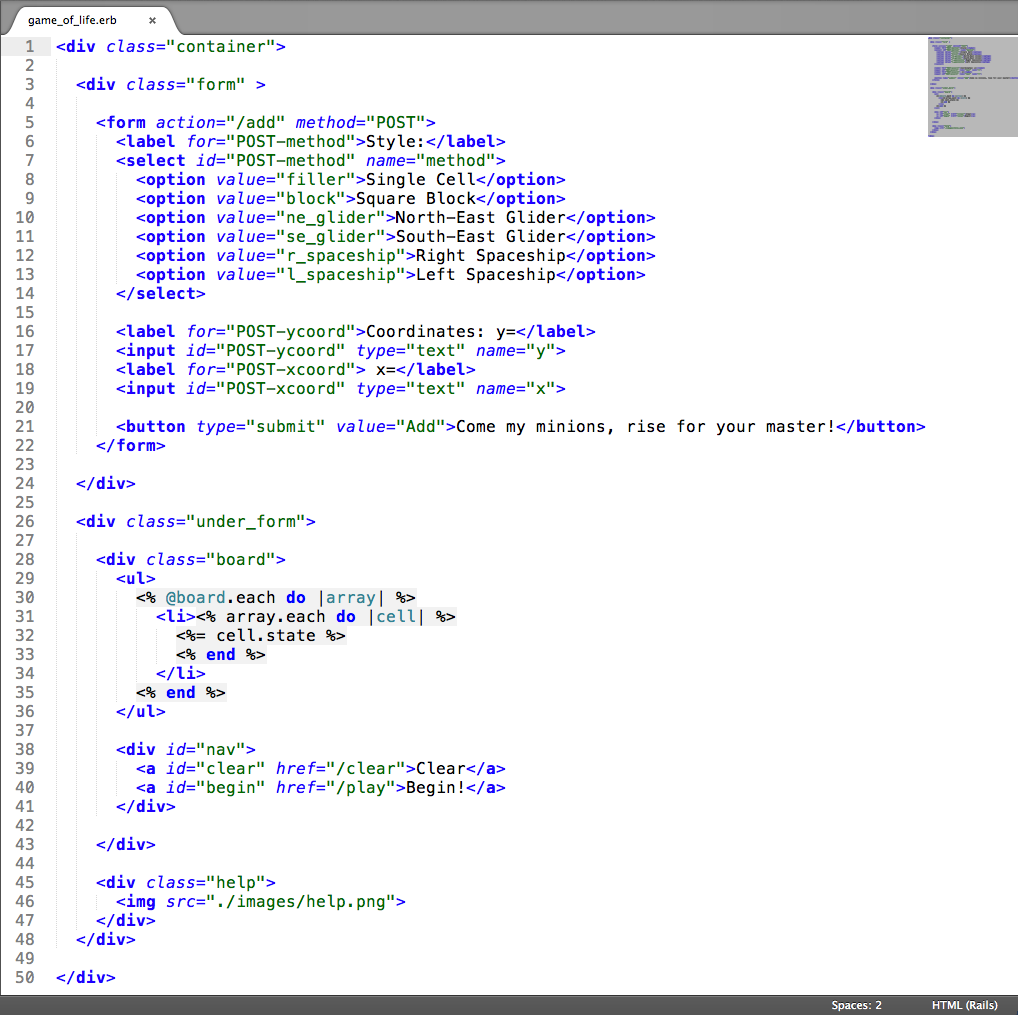 game_of_life.erb ×
1 <div class="container">
2
3   <div class="form" >
4
5     <form action="/add" method="POST">
6       <label for="POST-method">Style:</label>
7       <select id="POST-method" name="method">
8         <option value="filler">Single Cell</option>
9         <option value="block">Square Block</option>
10         <option value="ne_glider">North-East Glider</option>
11         <option value="se_glider">South-East Glider</option>
12         <option value="r_spaceship">Right Spaceship</option>
13         <option value="l_spaceship">Left Spaceship</option>
14       </select>
15
16       <label for="POST-ycoord">Coordinates: y=</label>
17       <input id="POST-ycoord" type="text" name="y">
18       <label for="POST-xcoord"> x=</label>
19       <input id="POST-xcoord" type="text" name="x">
20
21       <button type="submit" value="Add">Come my minions, rise for your master!</button>
22     </form>
23
24   </div>
25
26   <div class="under_form">
27
28     <div class="board">
29       <ul>
30         <% @board.each do |array| %>
31           <li><% array.each do |cell| %>
32             <%= cell.state %>
33             <% end %>
34           </li>
35         <% end %>
36       </ul>
37
38       <div id="nav">
39         <a id="clear" href="/clear">Clear</a>
40         <a id="begin" href="/play">Begin!</a>
41       </div>
42
43     </div>
44
45     <div class="help">
46       <img src="./images/help.png">
47     </div>
48   </div>
49
50 </div>
Spaces: 2 HTML (Rails)